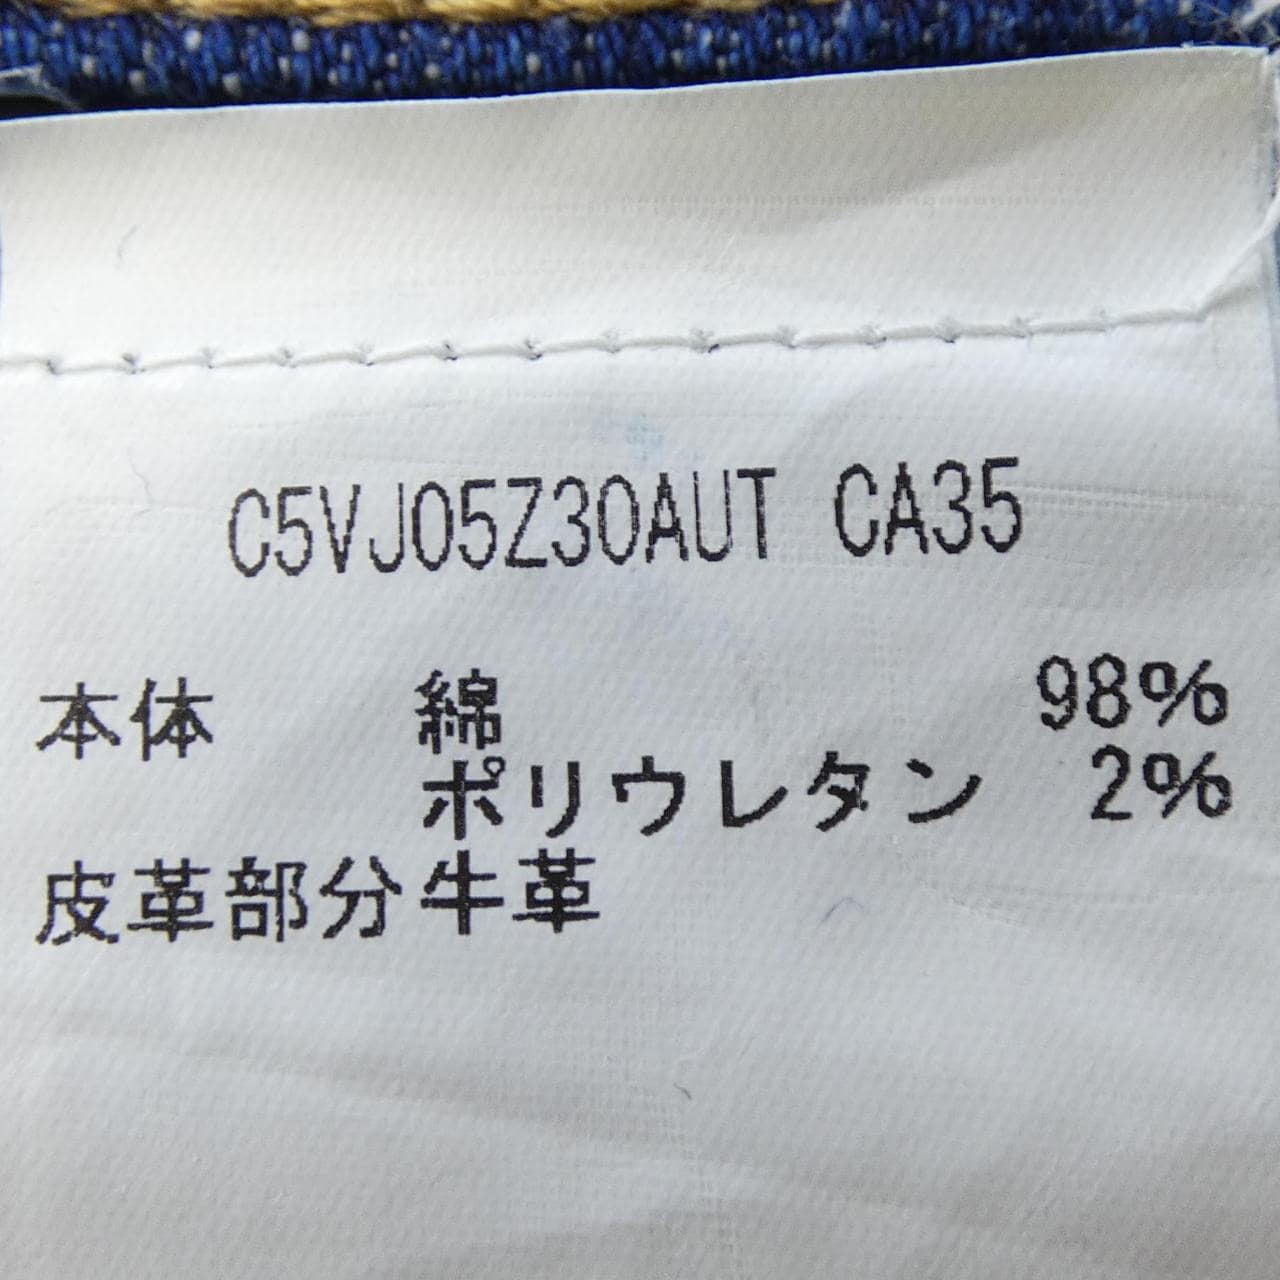 C5VJ05Z30AUT CA35
本体 綿 98%
ポリウレタン 2%
皮革部分 牛革